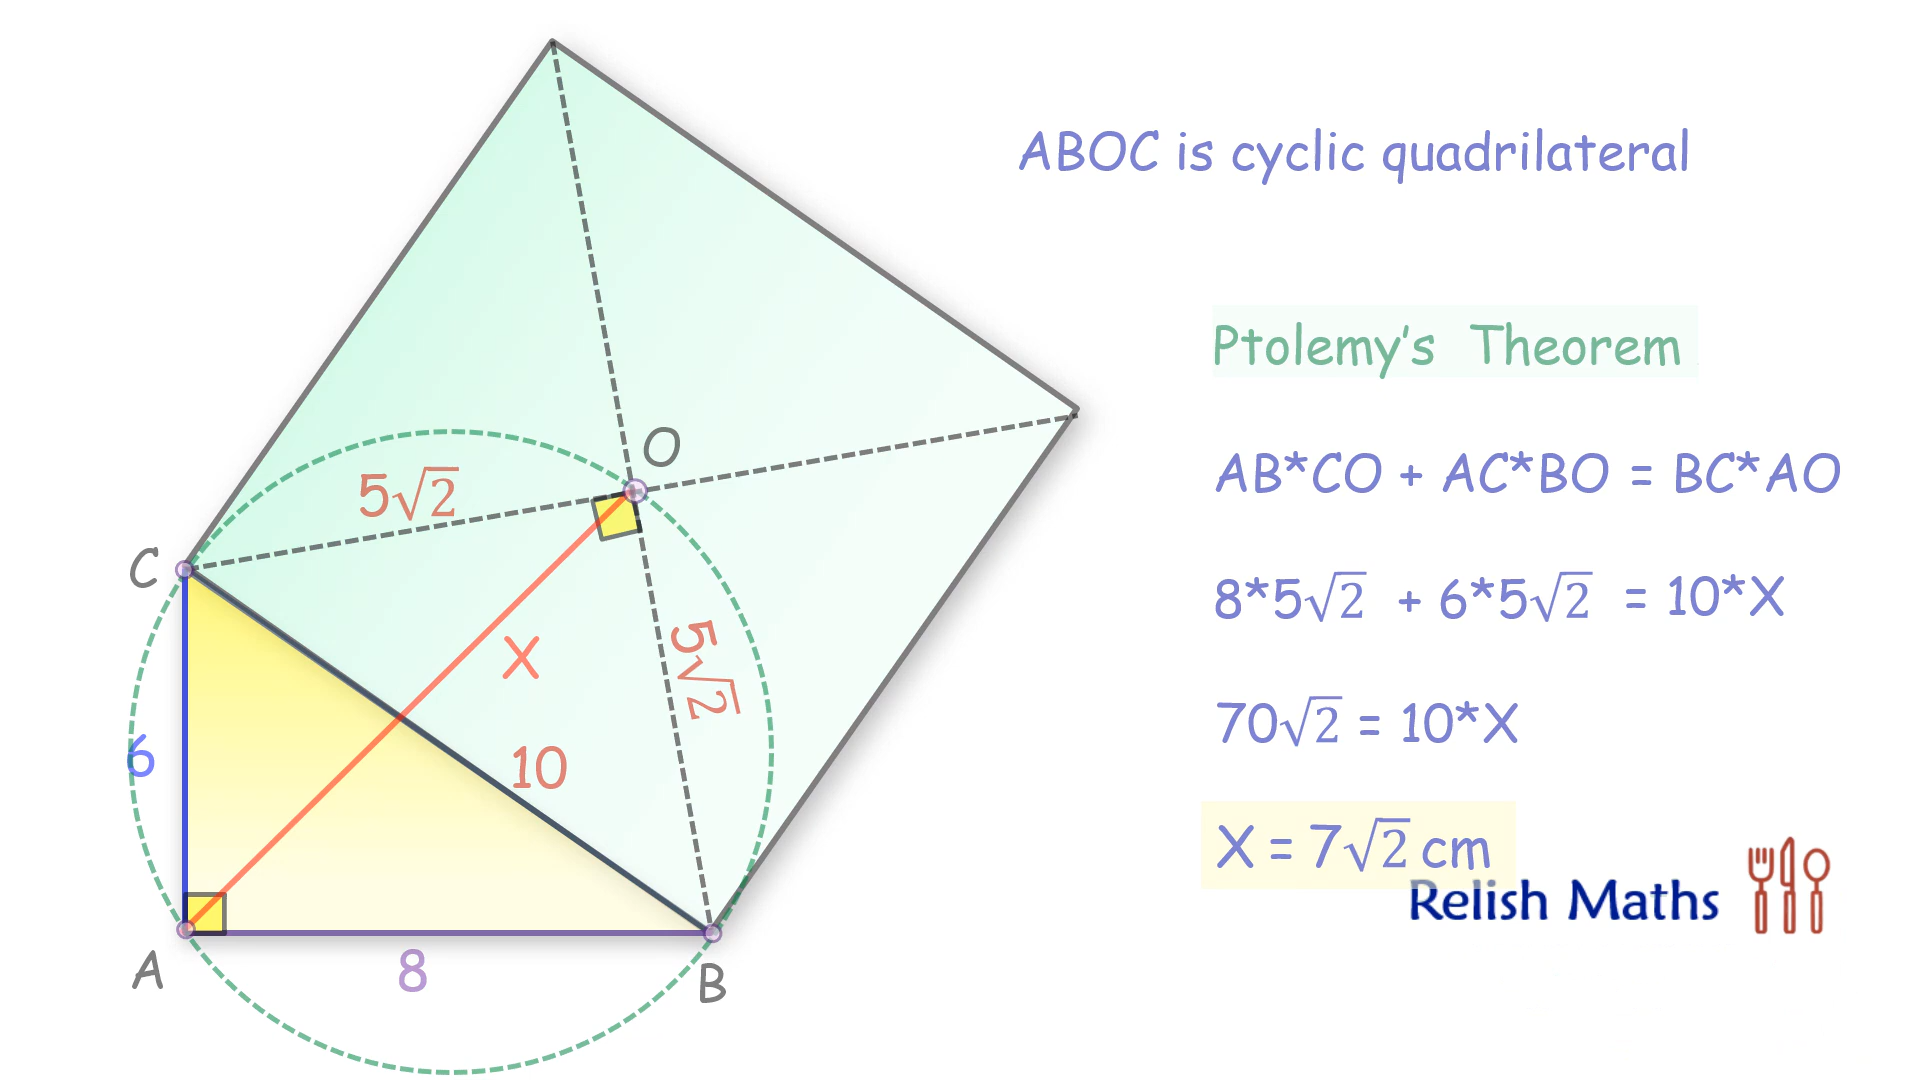 ABOC is cyclic quadrilateral
Ptolemy's Theorem
AB*CO + AC*BO = BC*AO
8*5√2 + 6*5√2 = 10*X
70√2 = 10*X
X = 7√2 cm
Relish Maths
O
5√2
C
X
5√2
10
6
A
8
B